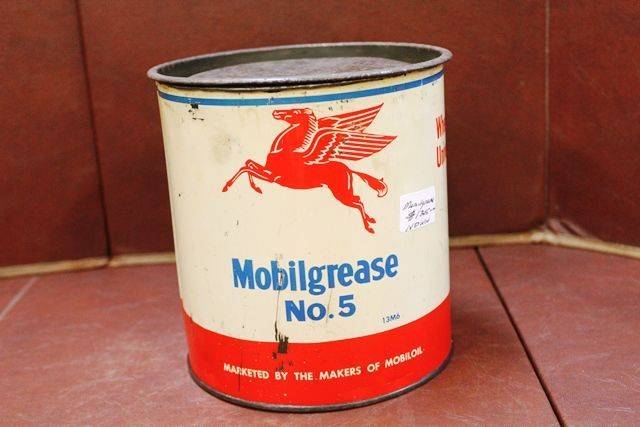 Mobilgrease
No. 5
13M6
MARKETED BY THE MAKERS OF MOBILOIL